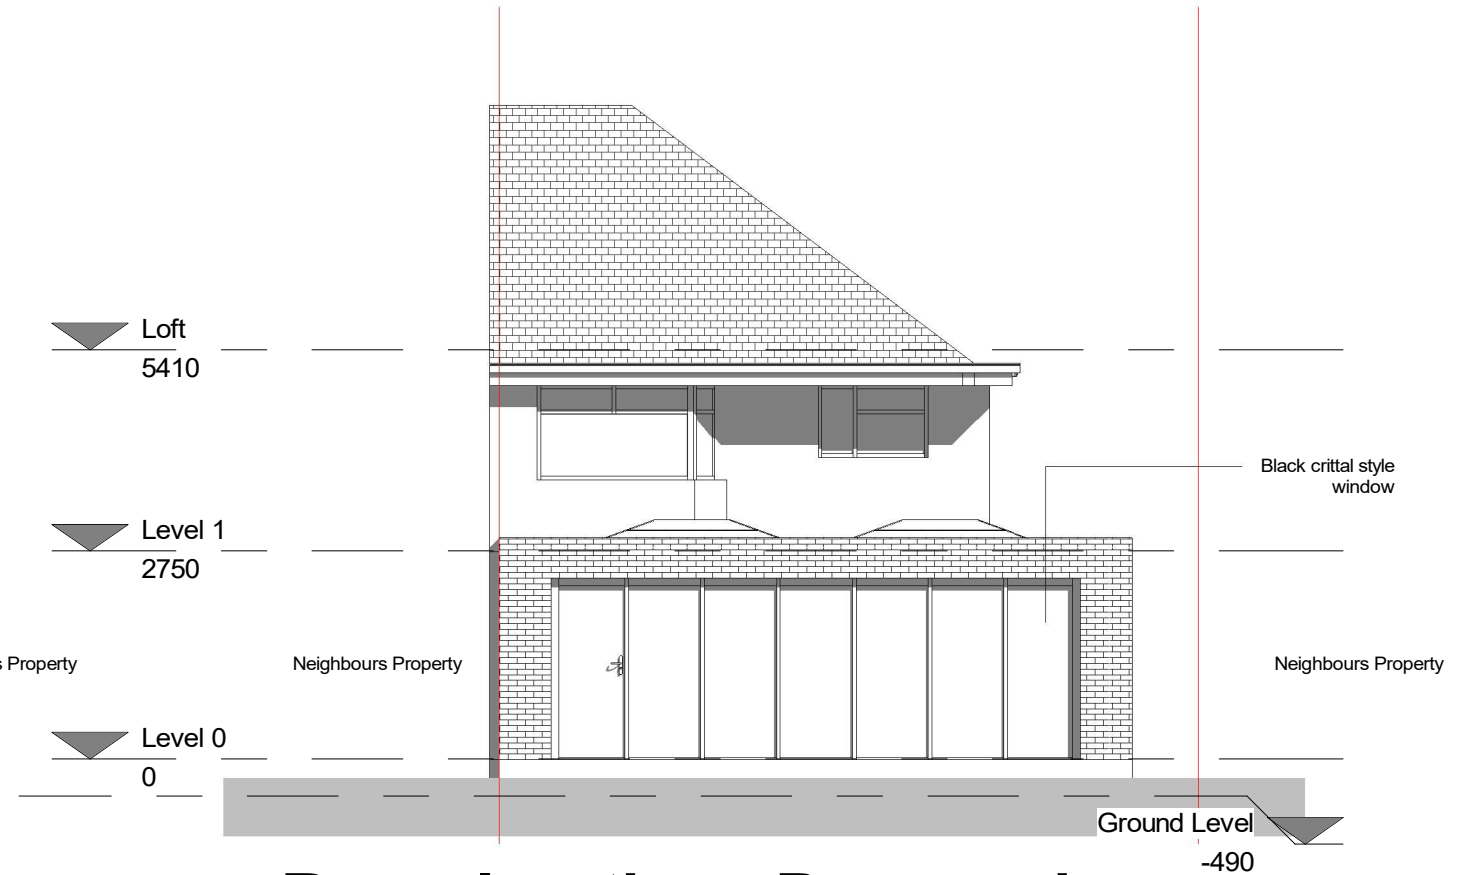 Loft
5410
Black crittal style
window
Level 1
2750
Property
Neighbours Property
Neighbours Property
Level 0
0
Ground Level
-490